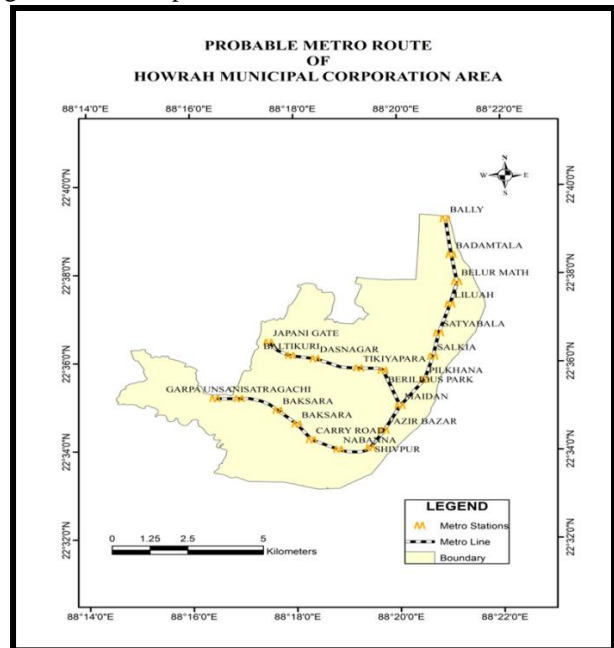 PROBABLE METRO ROUTE
OF
HOWRAH MUNICIPAL CORPORATION AREA
88°14'0"E 88°16'0"E 88°18'0"E 88°20'0"E 88°22'0"E
N
W E
S
22°40'0"N 22°40'0"N
BALLY
BADAMTALA
22°38'0"N 22°38'0"N
BELUR MATH
LILUAH
SATYABALA
JAPANI GATE
SALKIA
BALTIKURI
DASNAGAR
22°36'0"N 22°36'0"N
TIKIYAPARA
PILKHANA
BERILIOUS PARK
GARPA UNSANISATRAGACHI
MAIDAN
BAKSARA
BAKSARA
CARRY ROAD
NABANNA
SHIVPUR
22°34'0"N 22°34'0"N
LEGEND
Metro Stations
Metro Line
Boundary
22°32'0"N 22°32'0"N
0 1.25 2.5 5
Kilometers
88°14'0"E 88°16'0"E 88°18'0"E 88°20'0"E 88°22'0"E